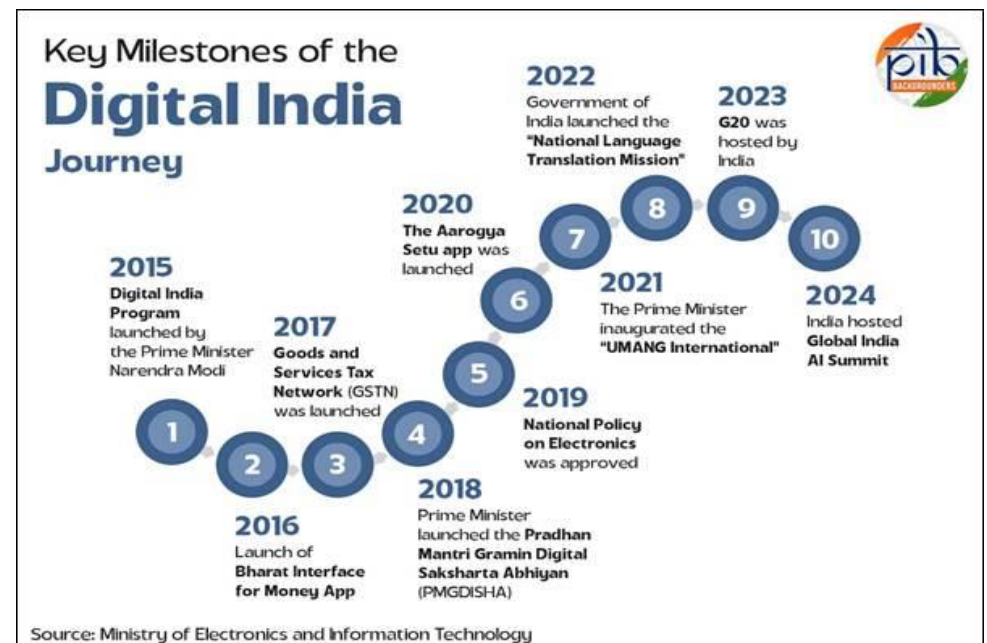 Key Milestones of the
Digital India
Journey
pib
BACKGROUNDERS
1
2015
Digital India
Program
launched by
the Prime Minister
Narendra Modi
2
2016
Launch of
Bharat Interface
for Money App
3
2017
Goods and
Services Tax
Network (GSTN)
was launched
4
2018
Prime Minister
launched the Pradhan
Mantri Gramin Digital
Saksharta Abhiyan
(PMGDISHA)
5
2019
National Policy
on Electronics
was approved
6
2020
The Aarogya
Setu app was
launched
7
2021
The Prime Minister
inaugurated the
"UMANG International"
8
2022
Government of
India launched the
"National Language
Translation Mission"
9
2023
G20 was
hosted by
India
10
2024
India hosted
Global India
AI Summit
Source: Ministry of Electronics and Information Technology